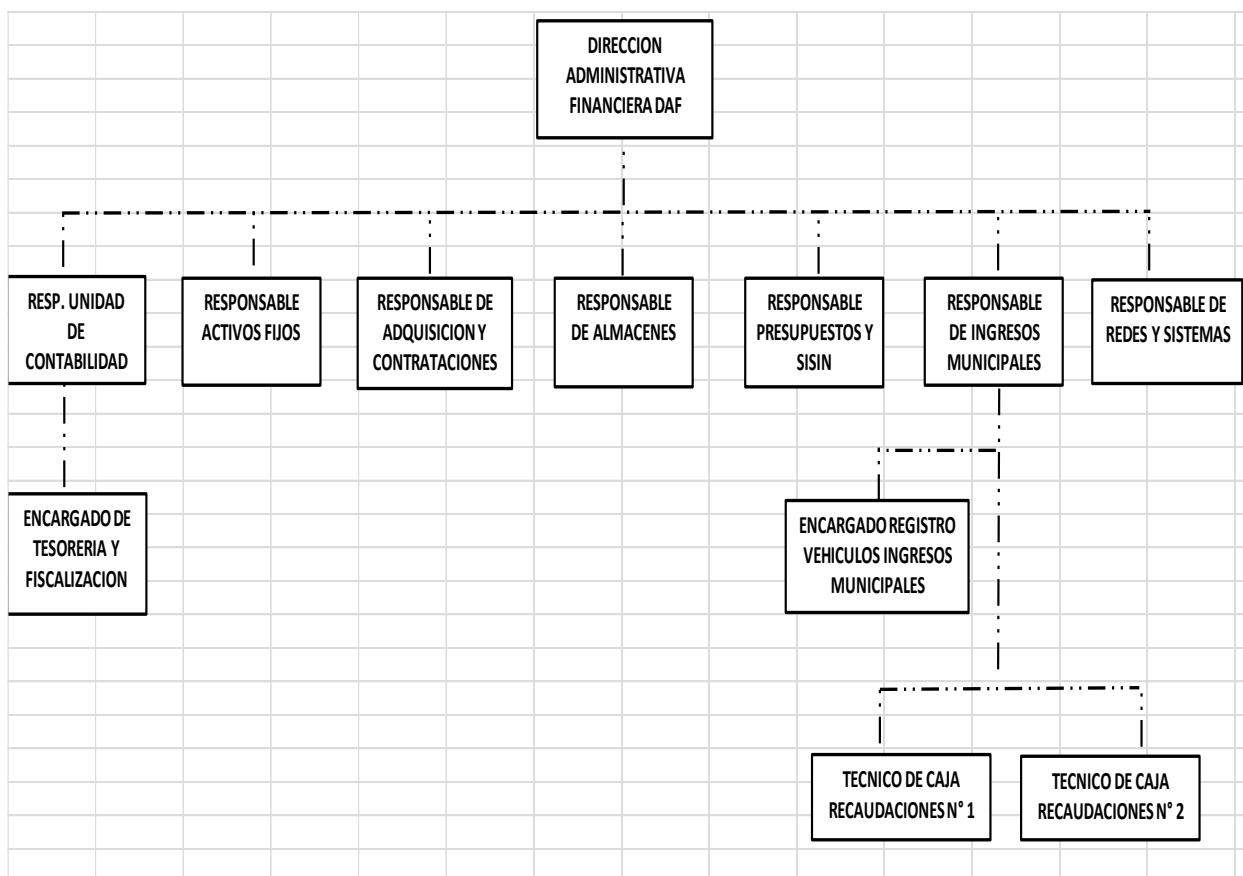 DIRECCION
ADMINISTRATIVA
FINANCIERA DAF
RESP. UNIDAD
DE
CONTABILIDAD
RESPONSABLE
ACTIVOS FIJOS
RESPONSABLE DE
ADQUISICION Y
CONTRATACIONES
RESPONSABLE
DE ALMACENES
RESPONSABLE
PRESUPUESTOS Y
SISIN
RESPONSABLE
DE INGRESOS
MUNICIPALES
RESPONSABLE DE
REDES Y SISTEMAS
ENCARGADO DE
TESORERIA Y
FISCALIZACION
ENCARGADO REGISTRO
VEHICULOS INGRESOS
MUNICIPALES
TECNICO DE CAJA
RECAUDACIONES N° 1
TECNICO DE CAJA
RECAUDACIONES N° 2